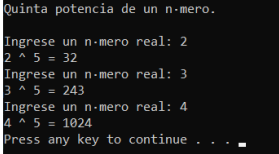 Quinta potencia de un n·mero.
Ingrese un n·mero real: 2
2 ^ 5 = 32
Ingrese un n·mero real: 3
3 ^ 5 = 243
Ingrese un n·mero real: 4
4 ^ 5 = 1024
Press any key to continue . . .